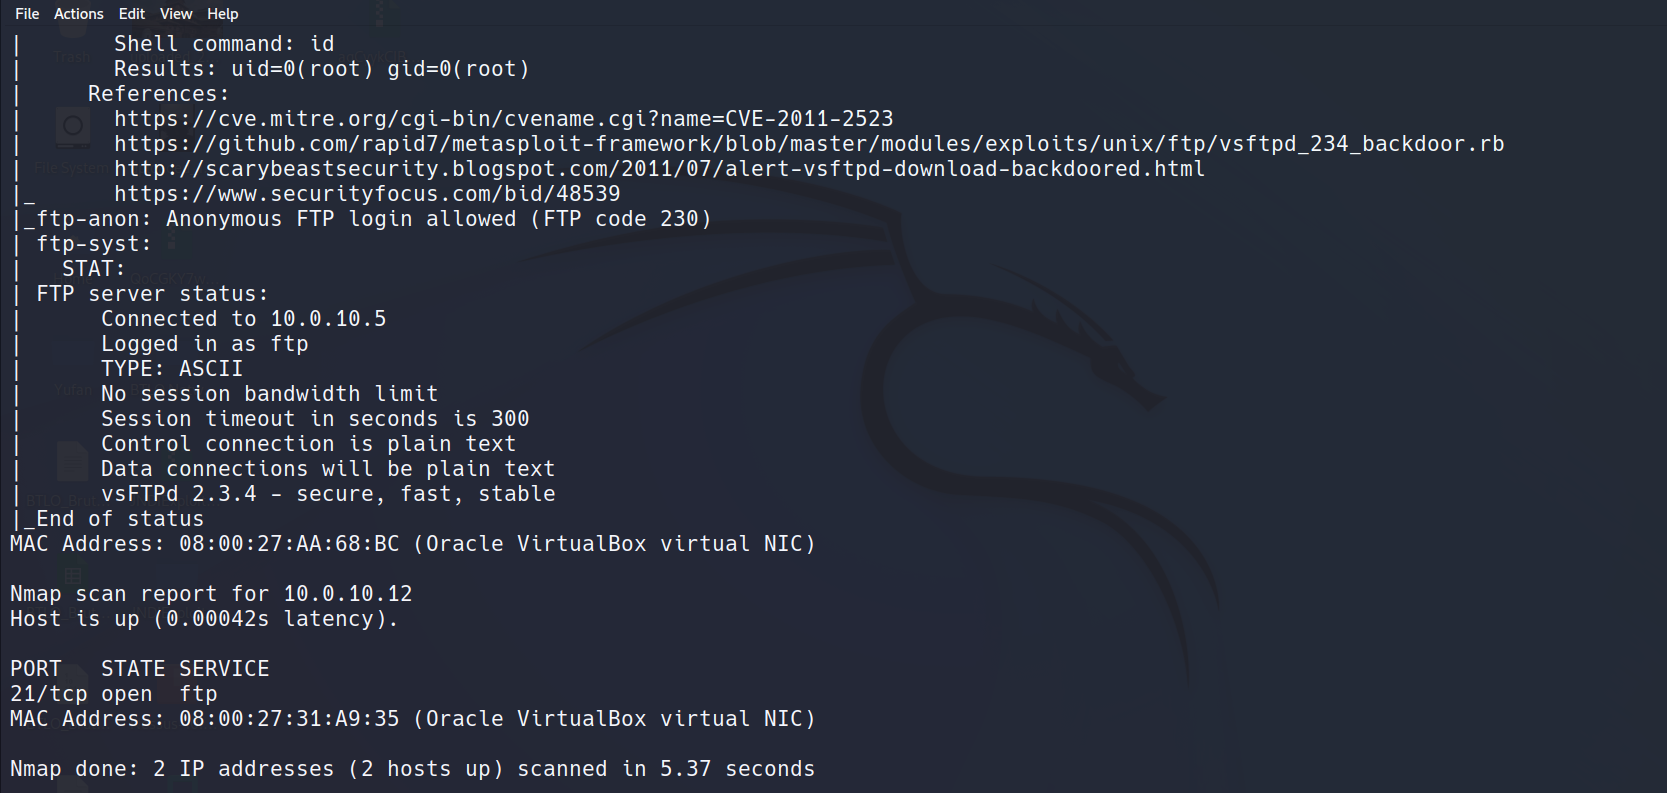 File Actions Edit View Help
|       Shell command: id
|       Results: uid=0(root) gid=0(root)
|     References:
|       https://cve.mitre.org/cgi-bin/cvename.cgi?name=CVE-2011-2523
|       https://github.com/rapid7/metasploit-framework/blob/master/modules/exploits/unix/ftp/vsftpd_234_backdoor.rb
|       http://scarybeastsecurity.blogspot.com/2011/07/alert-vsftpd-download-backdoored.html
|_      https://www.securityfocus.com/bid/48539
|_ftp-anon: Anonymous FTP login allowed (FTP code 230)
| ftp-syst:
|   STAT:
| FTP server status:
|      Connected to 10.0.10.5
|      Logged in as ftp
|      TYPE: ASCII
|      No session bandwidth limit
|      Session timeout in seconds is 300
|      Control connection is plain text
|      Data connections will be plain text
|      vsFTPd 2.3.4 - secure, fast, stable
|_End of status
MAC Address: 08:00:27:AA:68:BC (Oracle VirtualBox virtual NIC)
Nmap scan report for 10.0.10.12
Host is up (0.00042s latency).
PORT   STATE SERVICE
21/tcp open  ftp
MAC Address: 08:00:27:31:A9:35 (Oracle VirtualBox virtual NIC)
Nmap done: 2 IP addresses (2 hosts up) scanned in 5.37 seconds
Trash
File System